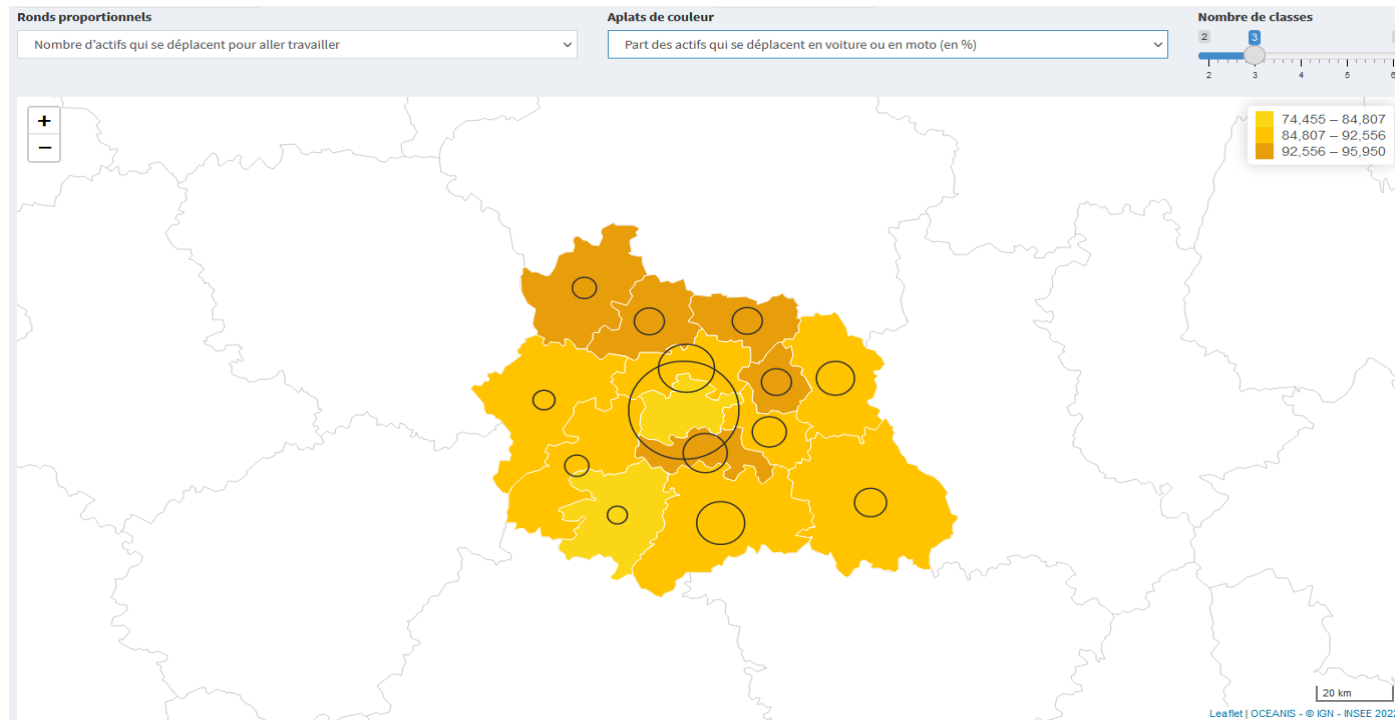 Ronds proportionnels
Nombre d'actifs qui se déplacent pour aller travailler
Aplats de couleur
Part des actifs qui se déplacent en voiture ou en moto (en %)
Nombre de classes
2 3
2 3 4 5 6
+
−
74,455 – 84,807
84,807 – 92,556
92,556 – 95,950
20 km
Leaflet | OCEANIS - © IGN - INSEE 2022